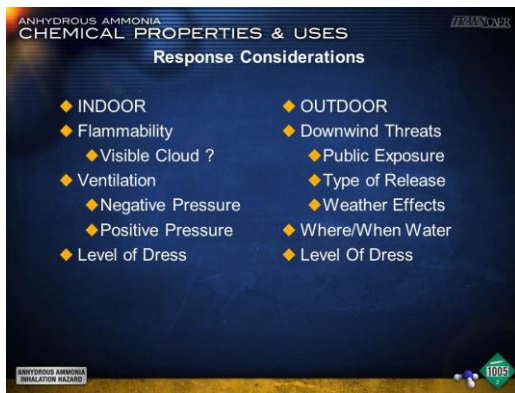 ANHYDROUS AMMONIA
CHEMICAL PROPERTIES & USES
TRANSCAER
Response Considerations
INDOOR
Flammability
Visible Cloud ?
Ventilation
Negative Pressure
Positive Pressure
Level of Dress
OUTDOOR
Downwind Threats
Public Exposure
Type of Release
Weather Effects
Where/When Water
Level Of Dress
ANHYDROUS AMMONIA
INHALATION HAZARD
1005
2